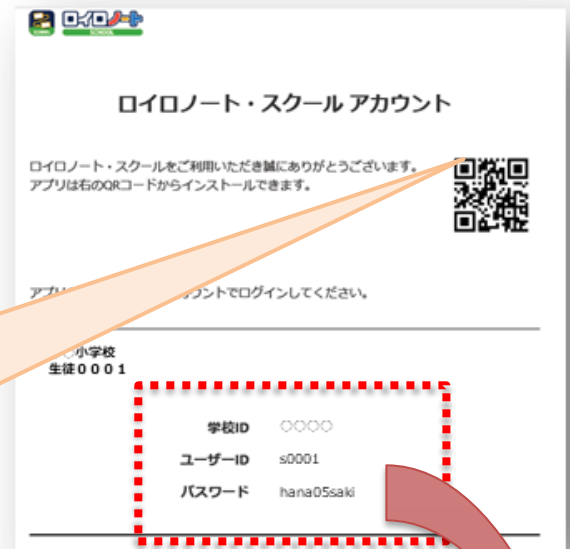 ロイロノート
SCHOOL
ロイロノート・スクール アカウント
ロイロノート・スクールをご利用いただき誠にありがとうございます。
アプリは右のQRコードからインストールできます。
アプリ
ウントでログインしてください。
小学校
生徒0001
学校ID ○○○○
ユーザーID s0001
パスワード hana05saki